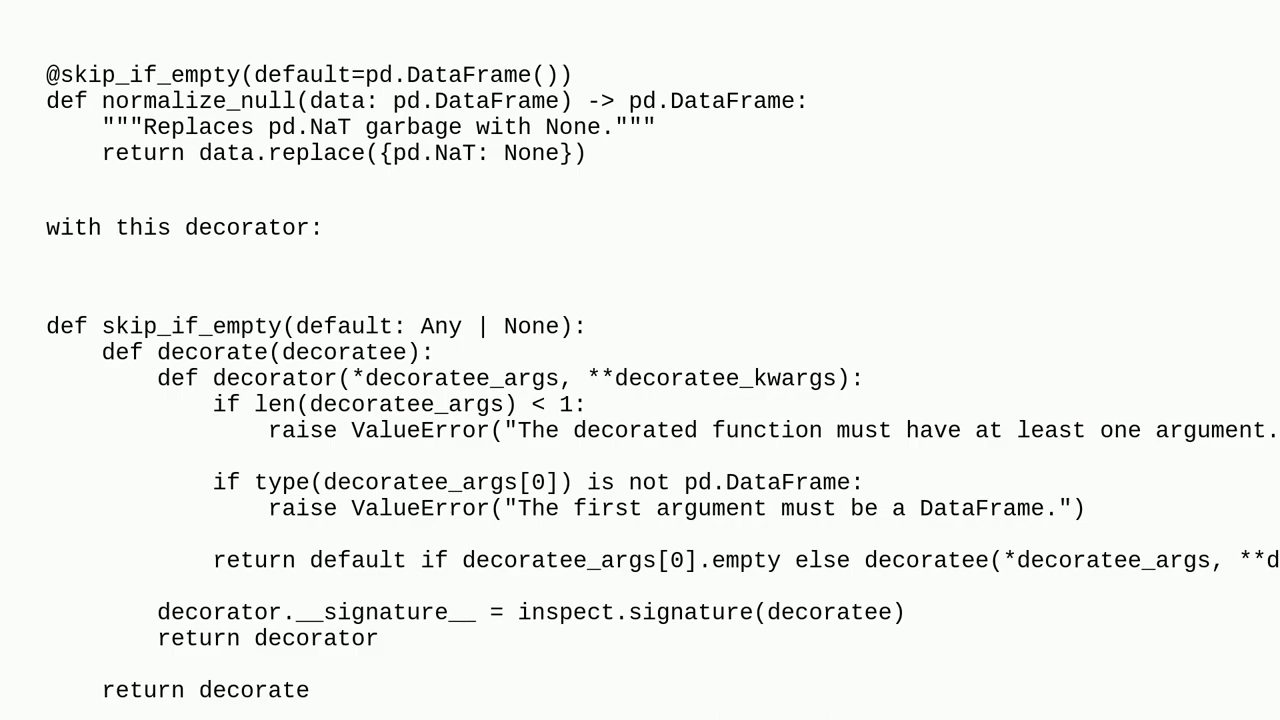 @skip_if_empty(default=pd.DataFrame())
def normalize_null(data: pd.DataFrame) -> pd.DataFrame:
    """Replaces pd.NaT garbage with None."""
    return data.replace({pd.NaT: None})
with this decorator:
def skip_if_empty(default: Any | None):
    def decorate(decoratee):
        def decorator(*decoratee_args, **decoratee_kwargs):
            if len(decoratee_args) < 1:
                raise ValueError("The decorated function must have at least one argument.
            if type(decoratee_args[0]) is not pd.DataFrame:
                raise ValueError("The first argument must be a DataFrame.")
            return default if decoratee_args[0].empty else decoratee(*decoratee_args, **d
        decorator.__signature__ = inspect.signature(decoratee)
        return decorator
    return decorate